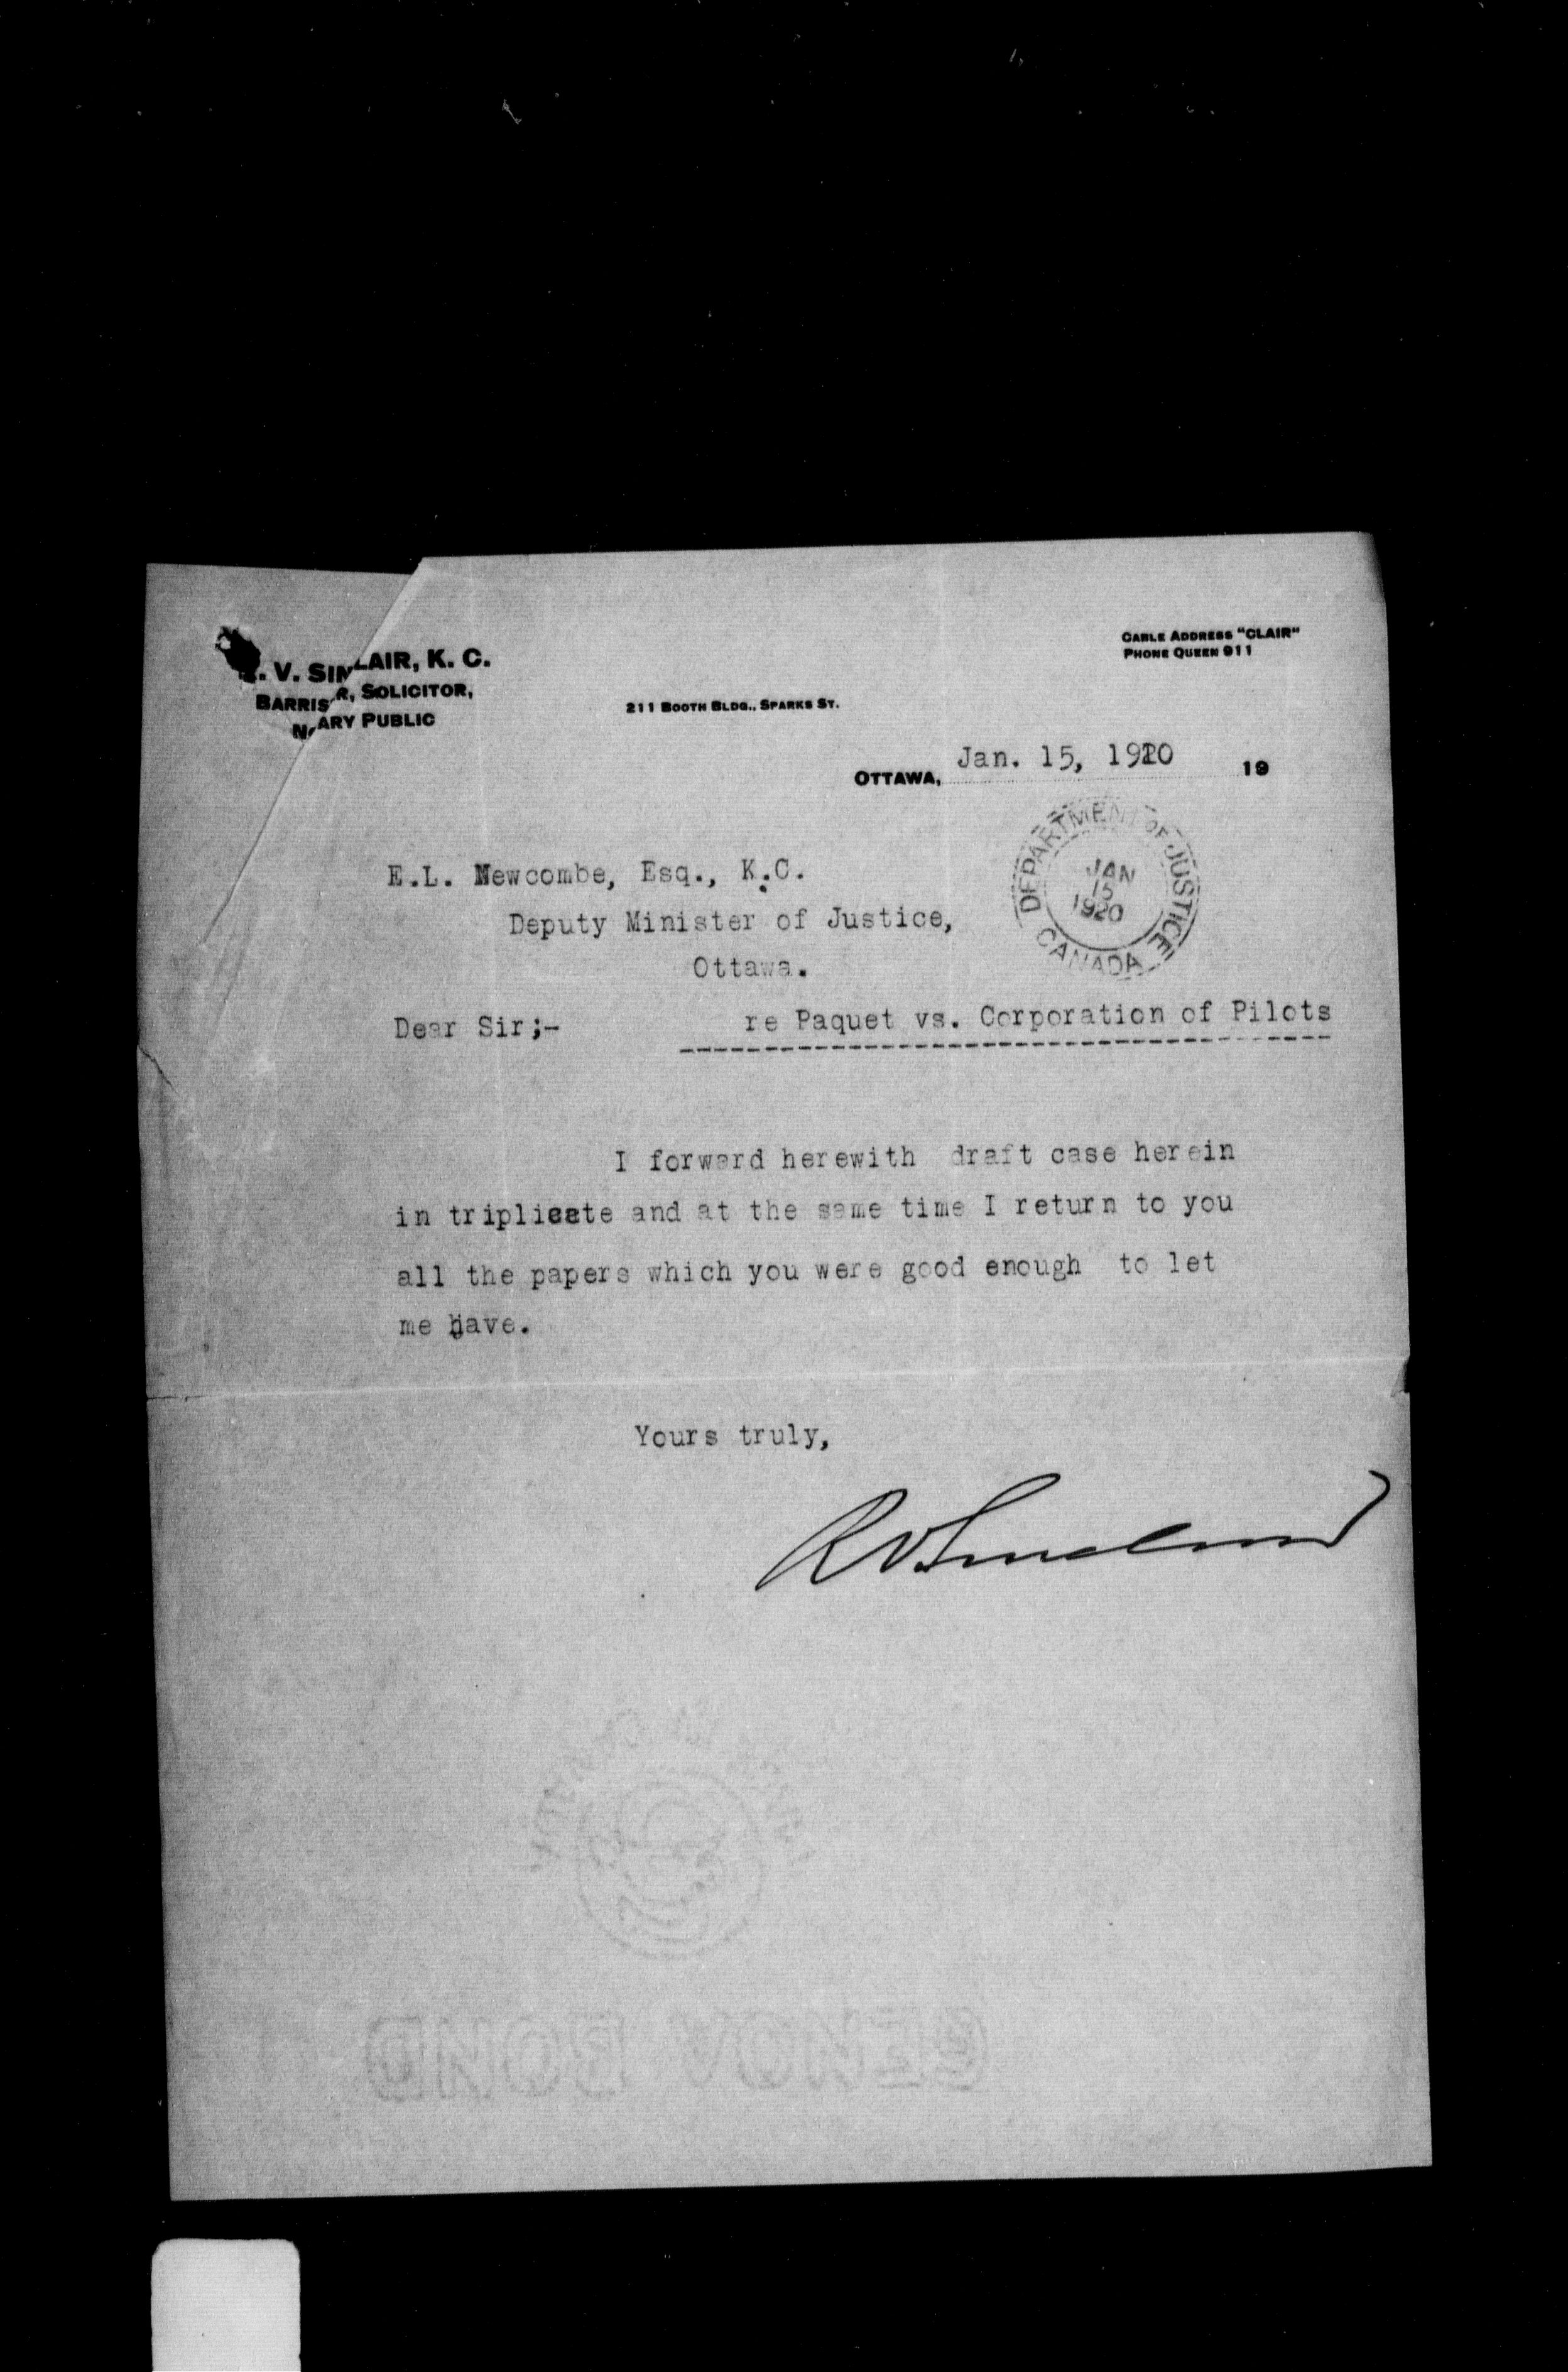 . V. SINCLAIR, K. C.
BARRISTER, SOLICITOR,
NOTARY PUBLIC
CABLE ADDRESS "CLAIR"
PHONE QUEEN 911
211 BOOTH BLDG., SPARKS ST.
OTTAWA, Jan. 15, 1920 19
DEPARTMENT OF JUSTICE
JAN
15
1920
CANADA
E.L. Newcombe, Esq., K.C.
Deputy Minister of Justice,
Ottawa.
Dear Sir;- re Paquet vs. Corporation of Pilots
I forward herewith draft case herein
in triplicate and at the same time I return to you
all the papers which you were good enough to let
me have.
Yours truly,
R V Sinclair
GENOA BOND